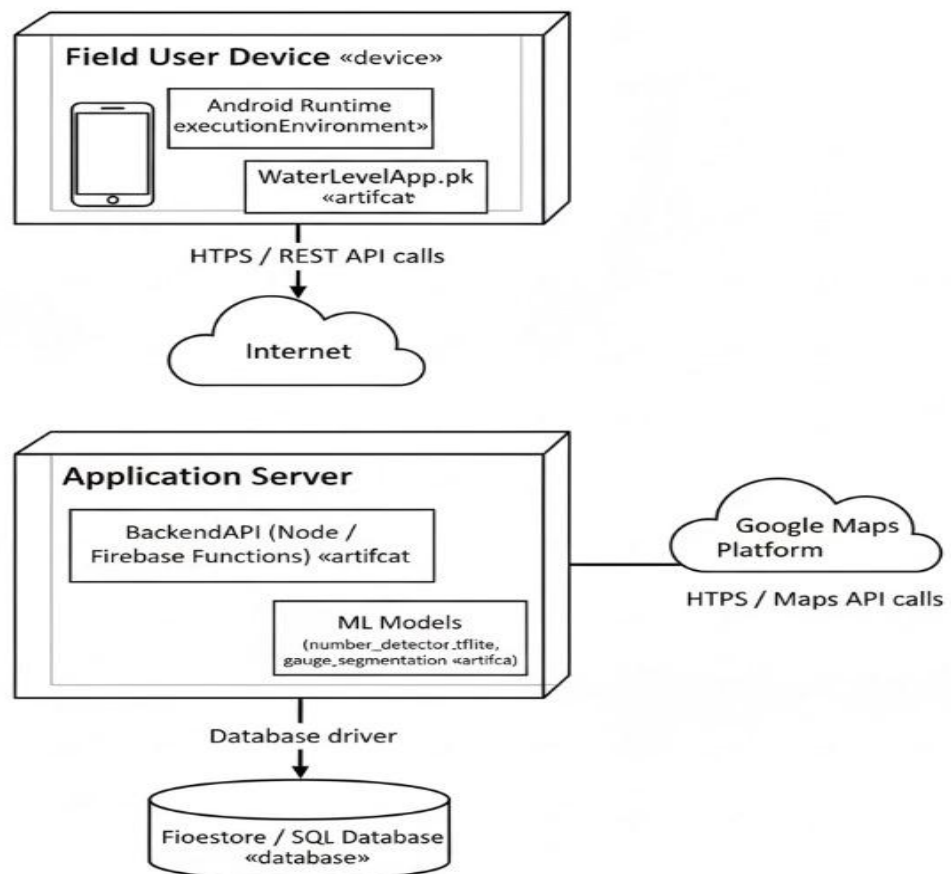 Field User Device «device»
Android Runtime
executionEnvironment»
WaterLevelApp.pk
«artifcat
HTPS / REST API calls
Internet
Application Server
BackendAPI (Node /
Firebase Functions) «artifcat
ML Models
(number_detector_tflite,
gauge_segmentation «artifca)
Google Maps
Platform
HTPS / Maps API calls
Database driver
Fioestore / SQL Database
«database»